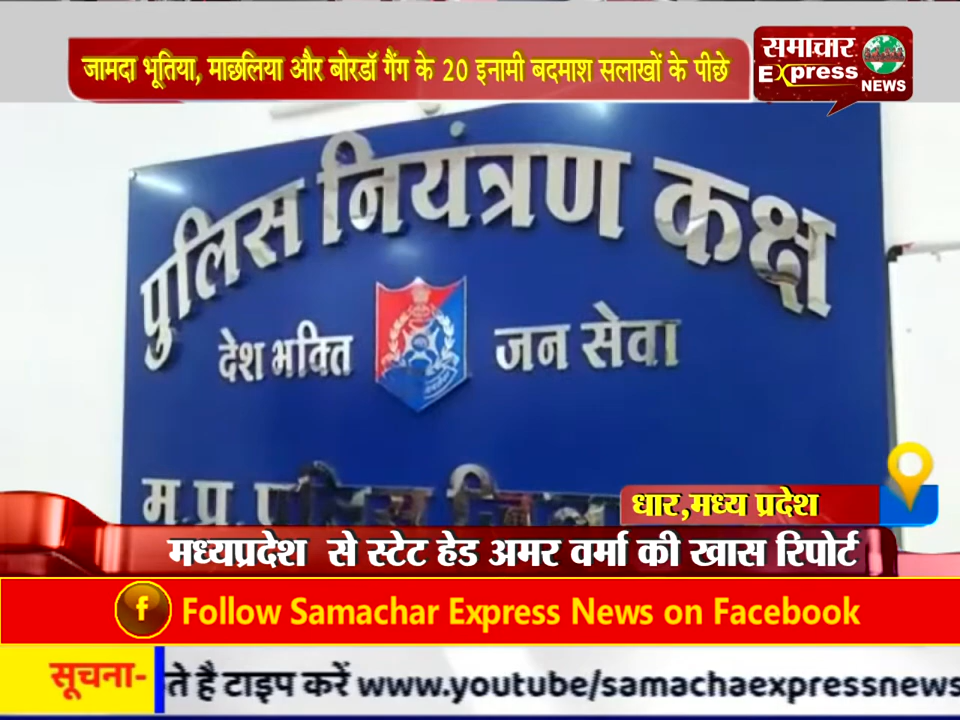 जामदा भूतिया, माछलिया और बोरडॉ गैंग के 20 इनामी बदमाश सलाखों के पीछे
समाचार
Express
NEWS
पुलिस नियंत्रण कक्ष
देश भक्ति जन सेवा
म.प्र. पुलिस
धार,मध्य प्रदेश
मध्यप्रदेश से स्टेट हेड अमर वर्मा की खास रिपोर्ट
f Follow Samachar Express News on Facebook
सूचना- ते है टाइप करें www.youtube/samachaexpressnews